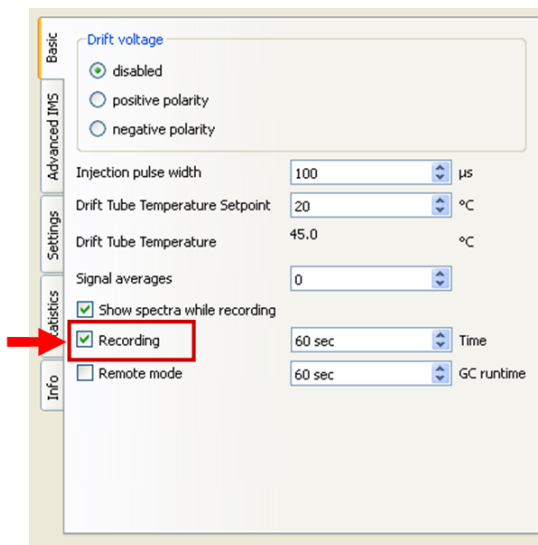 Basic
Advanced IMS
Settings
Statistics
Info
Drift voltage
disabled
positive polarity
negative polarity
Injection pulse width 100 µs
Drift Tube Temperature Setpoint 20 °C
Drift Tube Temperature 45.0 °C
Signal averages 0
Show spectra while recording
Recording 60 sec Time
Remote mode 60 sec GC runtime